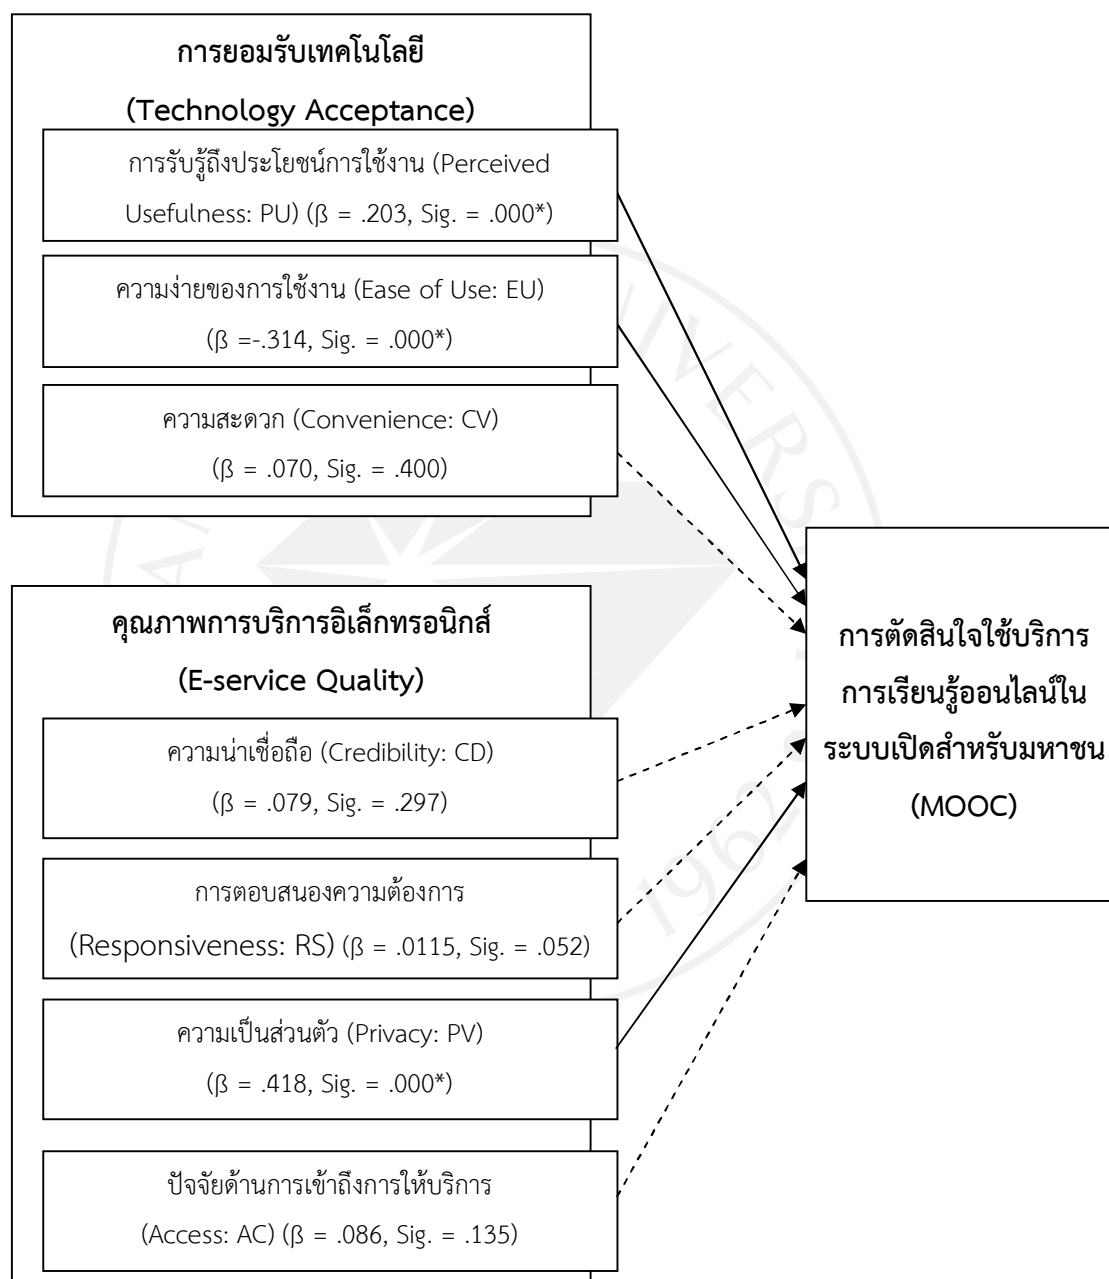 การยอมรับเทคโนโลยี
(Technology Acceptance)
การรับรู้ถึงประโยชน์การใช้งาน (Perceived
Usefulness: PU) (β = .203, Sig. = .000*)
ความง่ายของการใช้งาน (Ease of Use: EU)
(β =-.314, Sig. = .000*)
ความสะดวก (Convenience: CV)
(β = .070, Sig. = .400)
คุณภาพการบริการอิเล็กทรอนิกส์
(E-service Quality)
ความน่าเชื่อถือ (Credibility: CD)
(β = .079, Sig. = .297)
การตอบสนองความต้องการ
(Responsiveness: RS) (β = .0115, Sig. = .052)
ความเป็นส่วนตัว (Privacy: PV)
(β = .418, Sig. = .000*)
ปัจจัยด้านการเข้าถึงการให้บริการ
(Access: AC) (β = .086, Sig. = .135)
การตัดสินใจใช้บริการ
การเรียนรู้ออนไลน์ใน
ระบบเปิดสำหรับมหาชน
(MOOC)
1962